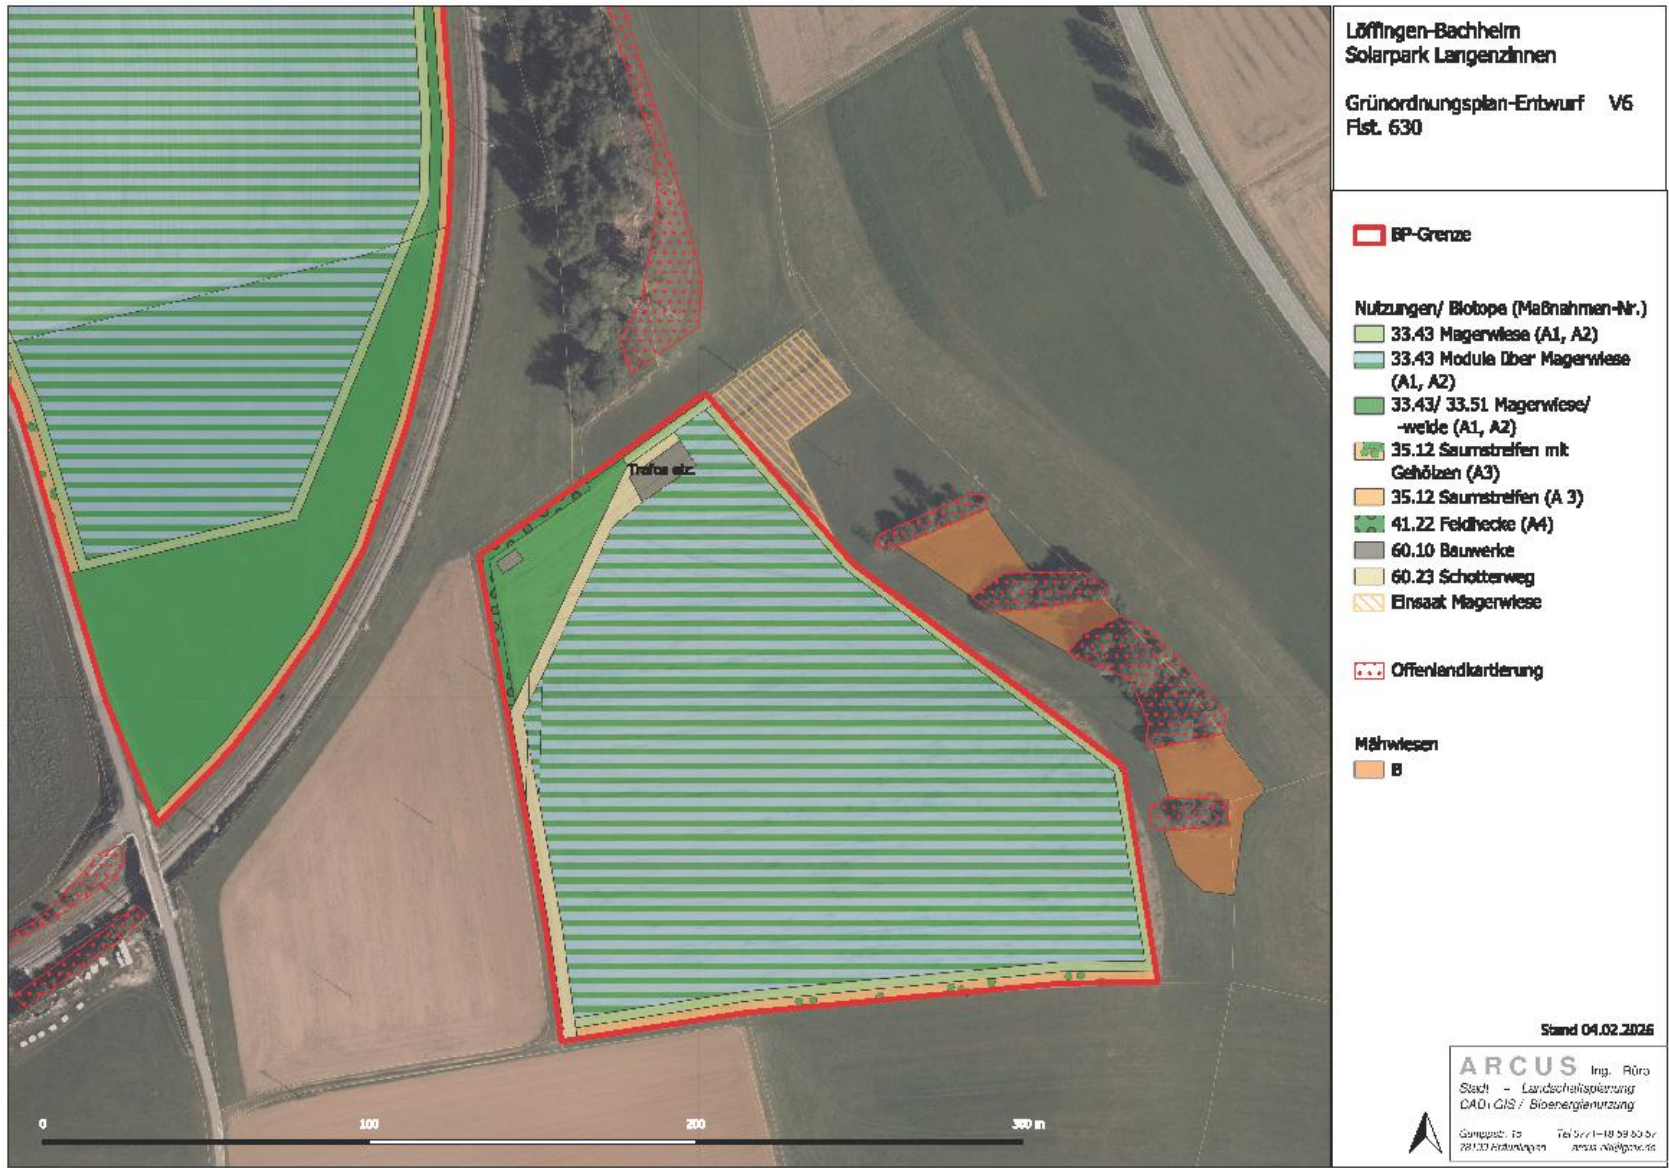 Löffingen-Bachheim
Solarpark Langenzinnen
Grünordnungsplan-Entwurf V6
Flst. 630
BP-Grenze
Nutzungen/ Biotope (Maßnahmen-Nr.)
33.43 Magerwiese (A1, A2)
33.43 Module über Magerwiese
(A1, A2)
33.43/ 33.51 Magerwiese/
-weide (A1, A2)
35.12 Saumstreifen mit
Gehölzen (A3)
35.12 Saumstreifen (A 3)
41.22 Feldhecke (A4)
60.10 Bauwerke
60.23 Schotterweg
Einsaat Magerwiese
Offenlandkartierung
Mähwiesen
B
Trafos etc.
0 100 200 300 m
Stand 04.02.2026
ARCUS Ing. Büro
Stadt - Landschaftsplanung
CAD+GIS / Bioenergienutzung